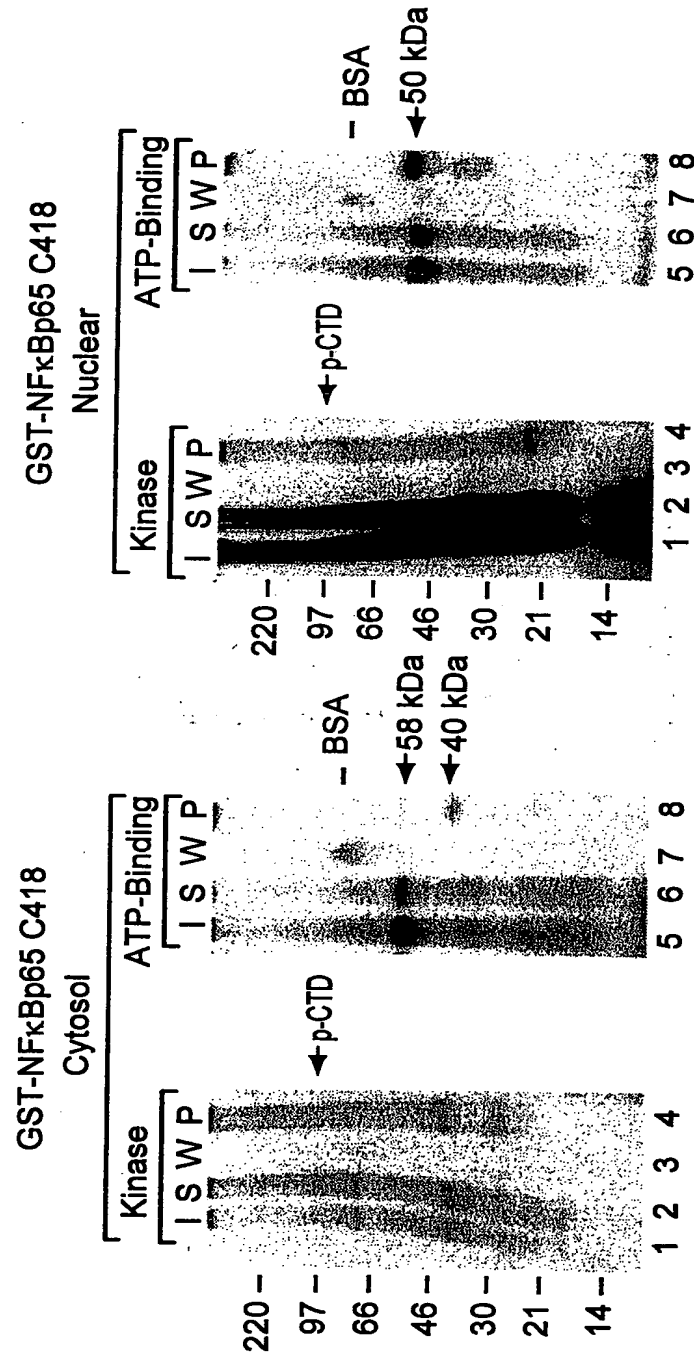 GST-NFκBp65 C418
Cytosol
Kinase
ATP-Binding
I S W P
I S W P
220 –
97 –
66 –
46 –
30 –
21 –
14 –
p-CTD
– BSA
58 kDa
40 kDa
1 2 3 4
5 6 7 8
GST-NFκBp65 C418
Nuclear
Kinase
ATP-Binding
I S W P
I S W P
220 –
97 –
66 –
46 –
30 –
21 –
14 –
p-CTD
– BSA
50 kDa
1 2 3 4
5 6 7 8